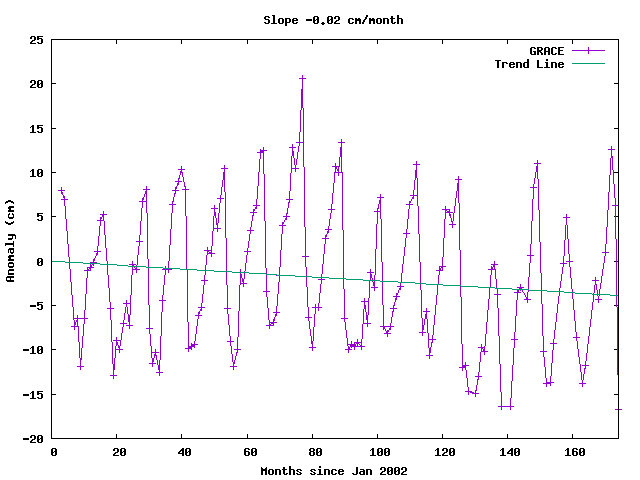 Slope -0.02 cm/month
GRACE
Trend Line
25
20
15
10
5
0
-5
-10
-15
-20
Anomaly (cm)
0 20 40 60 80 100 120 140 160
Months since Jan 2002